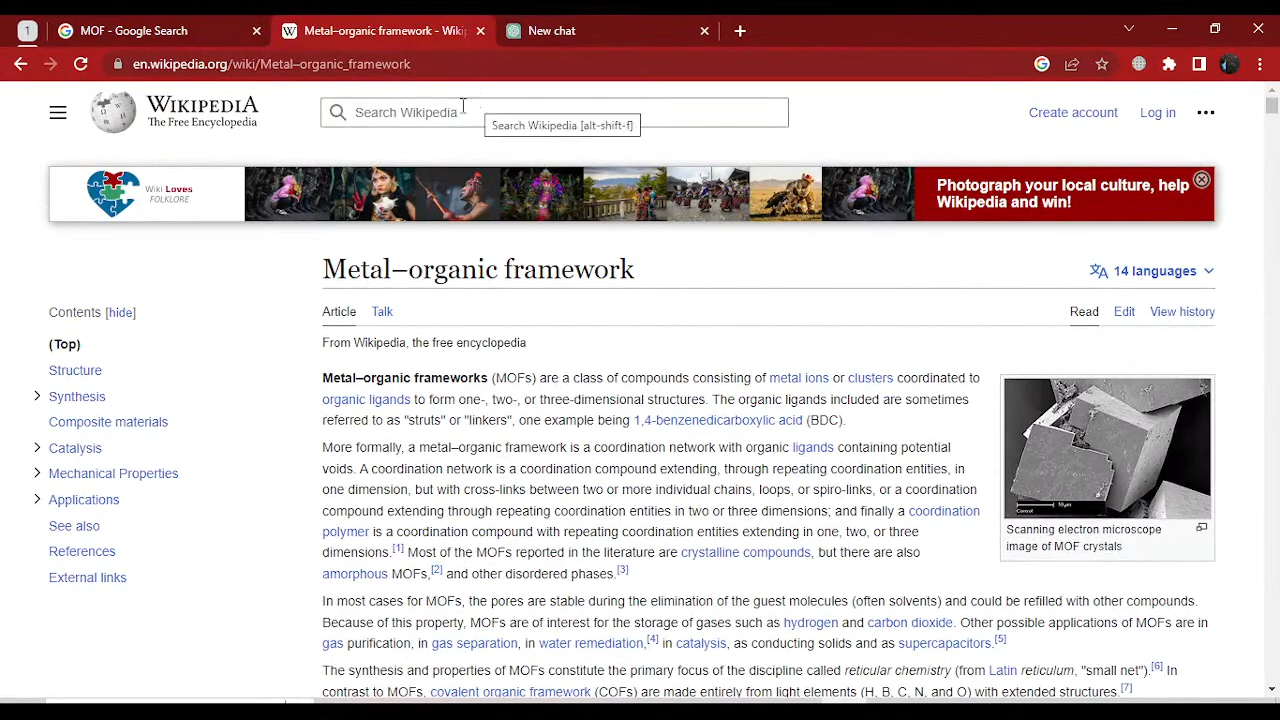 1
MOF - Google Search
Metal–organic framework - Wiki
New chat
en.wikipedia.org/wiki/Metal–organic_framework
WIKIPEDIA
The Free Encyclopedia
Search Wikipedia
Search Wikipedia [alt-shift-f]
Create account
Log in
Wiki Loves
FOLKLORE
Photograph your local culture, help
Wikipedia and win!
Metal–organic framework
14 languages
Contents [hide]
(Top)
Structure
Synthesis
Composite materials
Catalysis
Mechanical Properties
Applications
See also
References
External links
Article
Talk
Read
Edit
View history
From Wikipedia, the free encyclopedia
Metal–organic frameworks (MOFs) are a class of compounds consisting of metal ions or clusters coordinated to
organic ligands to form one-, two-, or three-dimensional structures. The organic ligands included are sometimes
referred to as "struts" or "linkers", one example being 1,4-benzenedicarboxylic acid (BDC).
More formally, a metal–organic framework is a coordination network with organic ligands containing potential
voids. A coordination network is a coordination compound extending, through repeating coordination entities, in
one dimension, but with cross-links between two or more individual chains, loops, or spiro-links, or a coordination
compound extending through repeating coordination entities in two or three dimensions; and finally a coordination
polymer is a coordination compound with repeating coordination entities extending in one, two, or three
dimensions.[1] Most of the MOFs reported in the literature are crystalline compounds, but there are also
amorphous MOFs,[2] and other disordered phases.[3]
Control
Scanning electron microscope
image of MOF crystals
In most cases for MOFs, the pores are stable during the elimination of the guest molecules (often solvents) and could be refilled with other compounds.
Because of this property, MOFs are of interest for the storage of gases such as hydrogen and carbon dioxide. Other possible applications of MOFs are in
gas purification, in gas separation, in water remediation,[4] in catalysis, as conducting solids and as supercapacitors.[5]
The synthesis and properties of MOFs constitute the primary focus of the discipline called reticular chemistry (from Latin reticulum, "small net").[6] In
contrast to MOFs, covalent organic framework (COFs) are made entirely from light elements (H, B, C, N, and O) with extended structures.[7]